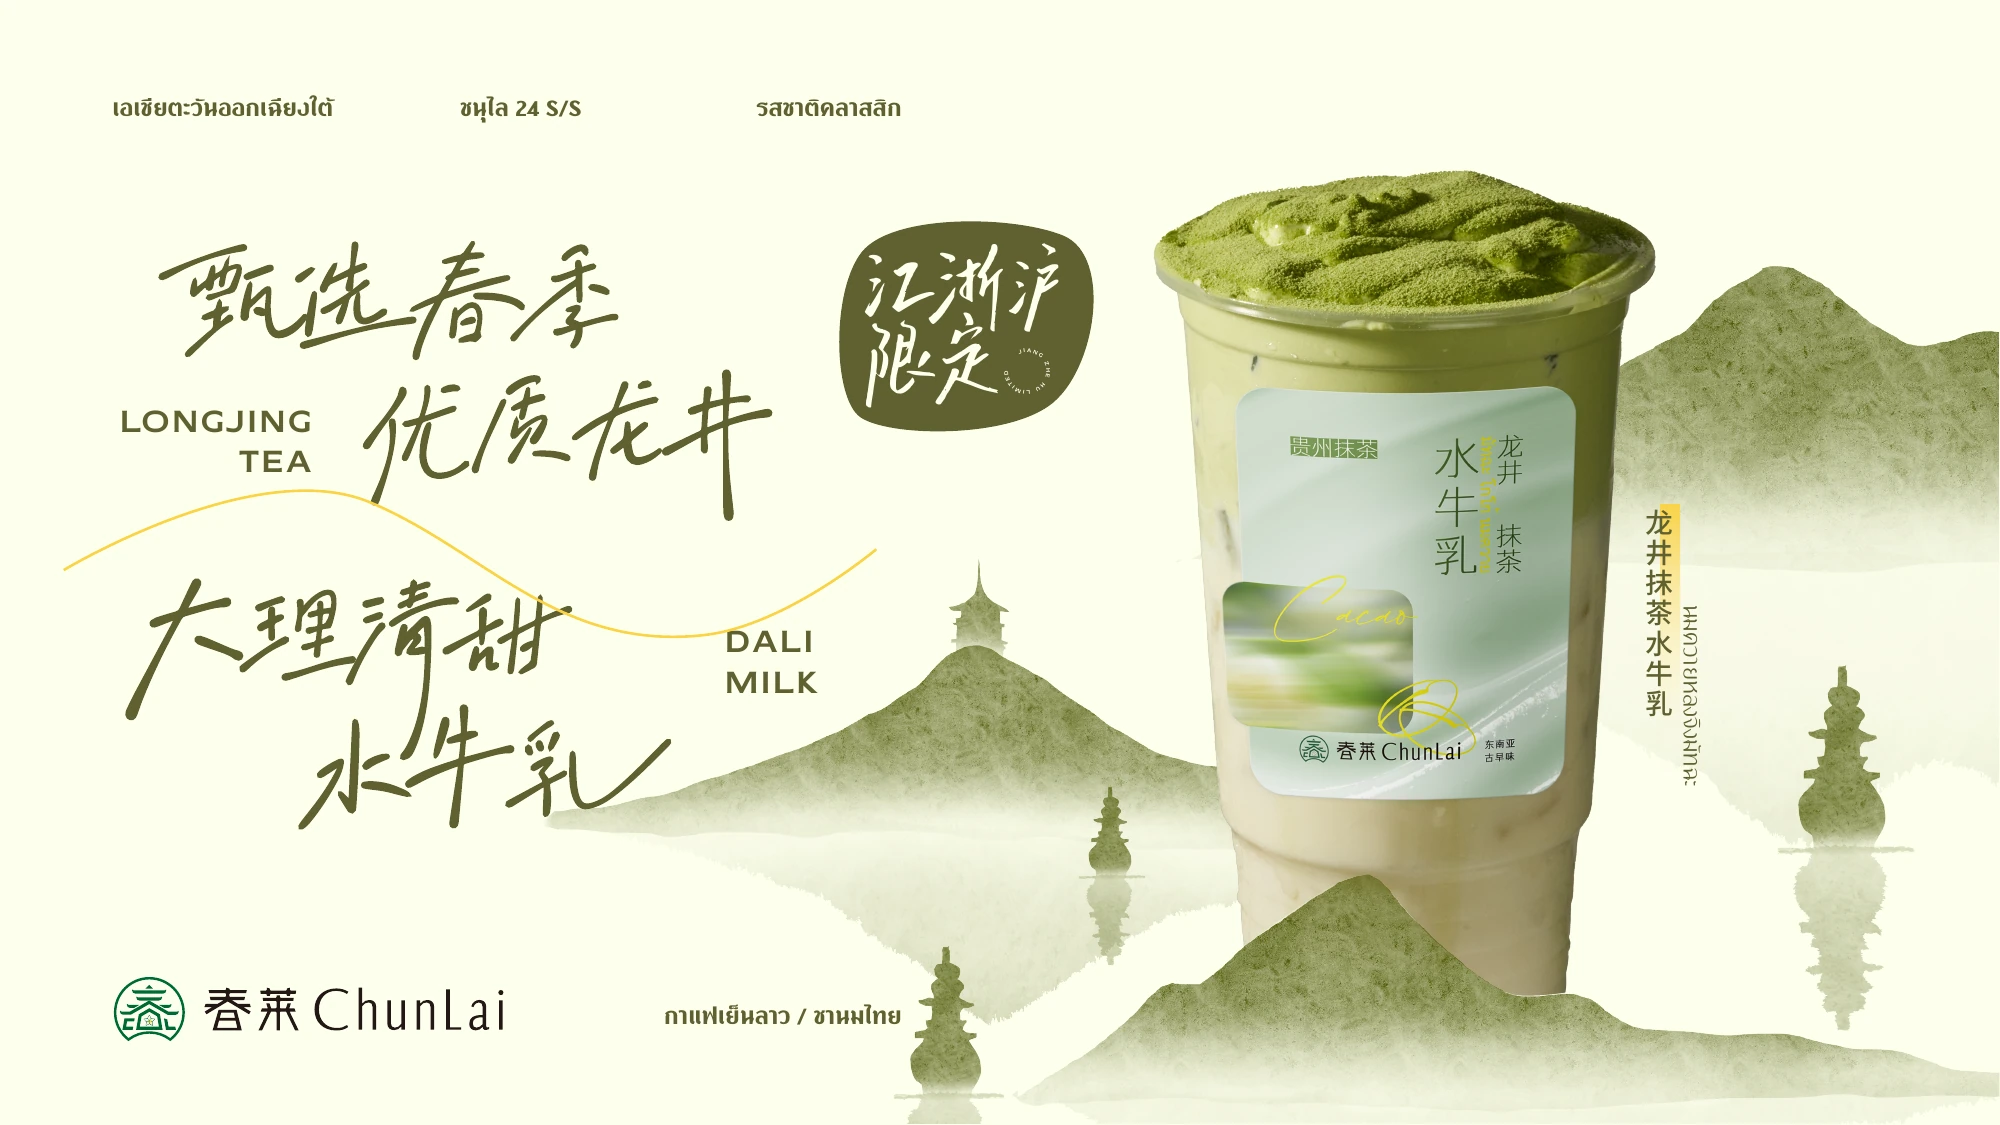 เอเชียตะวันออกเฉียงใต้
ชนุไล 24 S/S
รสชาติคลาสสิก
甄选春季
LONGJING
TEA
优质龙井
江浙沪
限定
JIANG ZHE HU LIMITED
大理清甜
DALI
MILK
水牛乳
贵州抹茶
龙井 抹茶
水牛乳
Cacao
春莱 ChunLai
东南亚
古早味
龙井抹茶水牛乳
นมควายหลงจิ่งมัทฉะ
春莱 ChunLai
กาแฟเย็นลาว / ชานมไทย